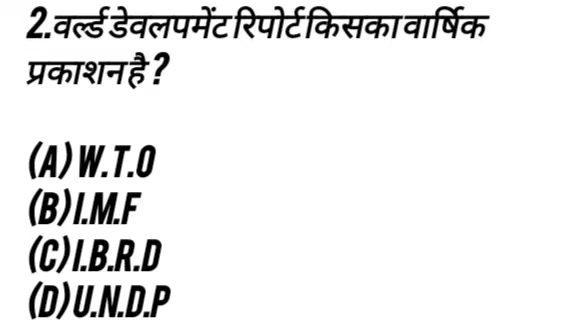 2.वर्ल्ड डेवलपमेंट रिपोर्ट किसका वार्षिक
प्रकाशन है ?
(A) W.T.O
(B) I.M.F
(C) I.B.R.D
(D) U.N.D.P